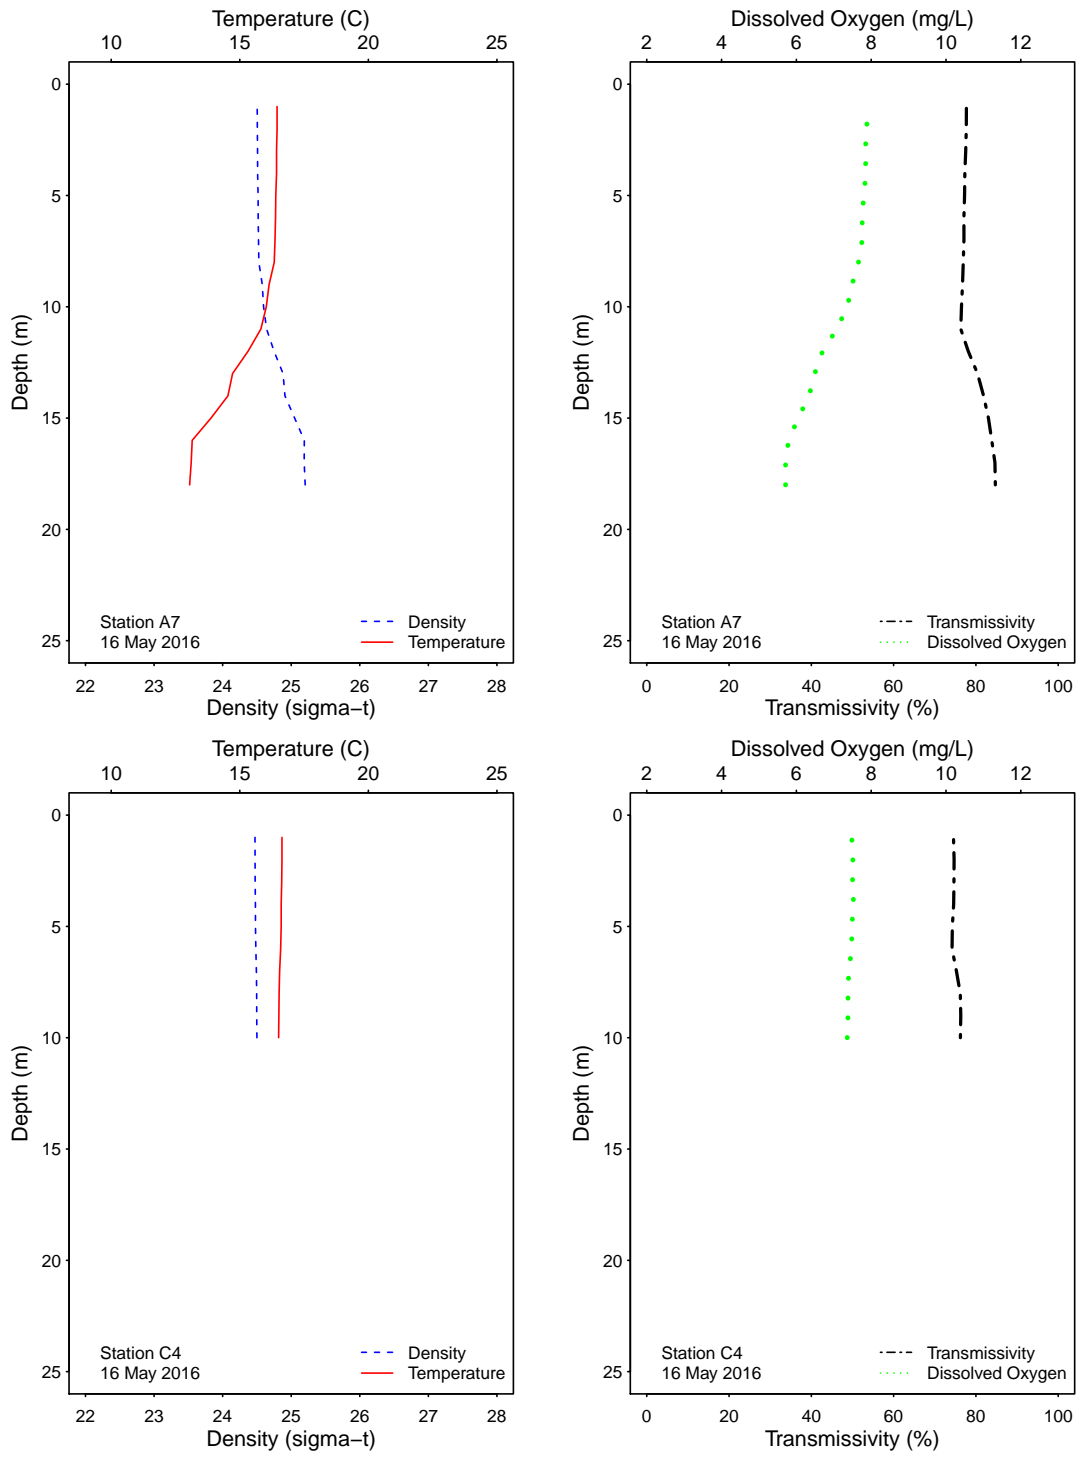 Temperature (C)
10 15 20 25
0
5
10
15
20
25
Depth (m)
Station A7
16 May 2016
Density
Temperature
22 23 24 25 26 27 28
Density (sigma−t)
Dissolved Oxygen (mg/L)
2 4 6 8 10 12
0
5
10
15
20
25
Depth (m)
Station A7
16 May 2016
Transmissivity
Dissolved Oxygen
0 20 40 60 80 100
Transmissivity (%)
Temperature (C)
10 15 20 25
0
5
10
15
20
25
Depth (m)
Station C4
16 May 2016
Density
Temperature
22 23 24 25 26 27 28
Density (sigma−t)
Dissolved Oxygen (mg/L)
2 4 6 8 10 12
0
5
10
15
20
25
Depth (m)
Station C4
16 May 2016
Transmissivity
Dissolved Oxygen
0 20 40 60 80 100
Transmissivity (%)